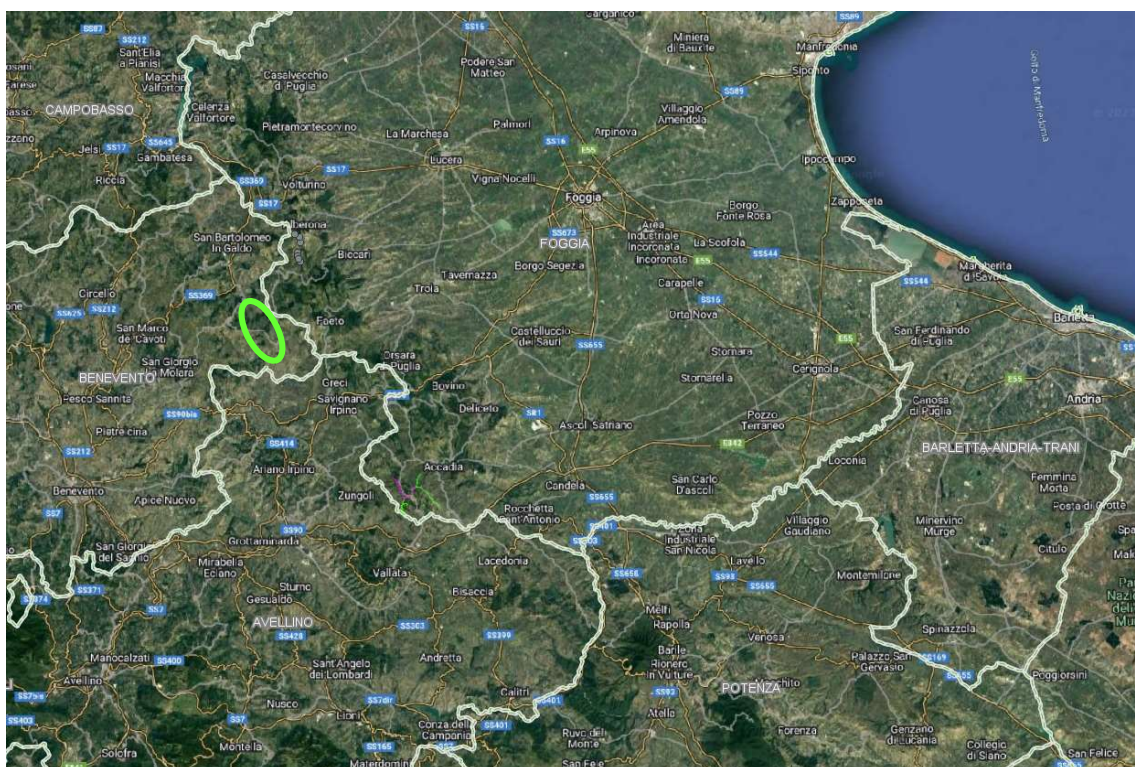 SS87
SS212
Sant'Elia
a Pianisi
Macchia
Valfortore
CAMPOBASSO
Celenza
Valfortore
Casalvecchio
di Puglia
Pietramontecorvino
SS16
Podere San
Matteo
Miniera
di Bauxite
SS89
Manfredonia
Siponto
SS89
Villaggio
Amendola
Palmori
Arpinova
La Marchesa
SS16
E55
Lucera
SS645
Jelsi
SS17
Gambatesa
Riccia
SS369
Volturino
SS17
SS17
Vigna Nocelli
Ippocampo
Foggia
Zapponeta
Borgo
Fonte Rosa
Alberona
San Bartolomeo
In Galdo
Biccari
SS673
FOGGIA
Area
Industriale
Incoronata
Incoronata
La Scofola
SS544
E55
Borgo Segezia
Tavernazza
Troia
Carapelle
SS16
Orta Nova
Margherita
di Savoia
SS544
Barletta
Circelo
SS369
SS625
SS212
San Marco
dei Cavoti
Faeto
Castelluccio
dei Sauri
SS655
E55
San Ferdinando
di Puglia
San Giorgio
La Molara
BENEVENTO
Pesco Sannita
Orsara
di Puglia
Greci
Savignano
Irpino
Bovino
Deliceto
Stornara
Stornarella
Cerignola
E55
Andria
Canosa
di Puglia
SS90bis
Pietrelcina
SS212
SS414
SR1
Ascoli Satriano
Pozzo
Terraneo
E842
BARLETTA-ANDRIA-TRANI
Loconia
Ariano Irpino
Accadia
Benevento
Apice Nuovo
Zungoli
Candela
San Carlo
D'ascoli
Femmina
Morta
Posta di Grotte
SS7
SS655
Rocchetta
Sant'Antonio
SS401
Villaggio
Gaudiano
Minervino
Murge
SS90
Grottaminarda
San Giorgio
del Sannio
Mirabella
Eclano
Zona
Industriale
San Nicola
Lavello
Citulo
Lacedonia
SS658
SS93
SS655
Montemilone
Vallata
Sturno
Gesualdo
Bisaccia
SS371
SS7
AVELLINO
SS428
SS303
SS399
Melfi
Rapolla
Venosa
Spinazzola
Andretta
Manocalzati
SS400
Sant'Angelo
dei Lombardi
Barile
Rionero
in Vulture
Palazzo San
Gervasio
SS169
SS655
Poggiorsini
Avellino
SS7bis
Calitri
SS401
SS93
POTENZA
Nusco
SS7dir
SS403
SS7
Lioni
Conza della
Campania
SS401
Atella
Forenza
Genzano
di Lucania
Montella
SS165
Ruvo del
Monte
Solofra
Materdomini
San Fele
Collegio
di Siano
San Felice